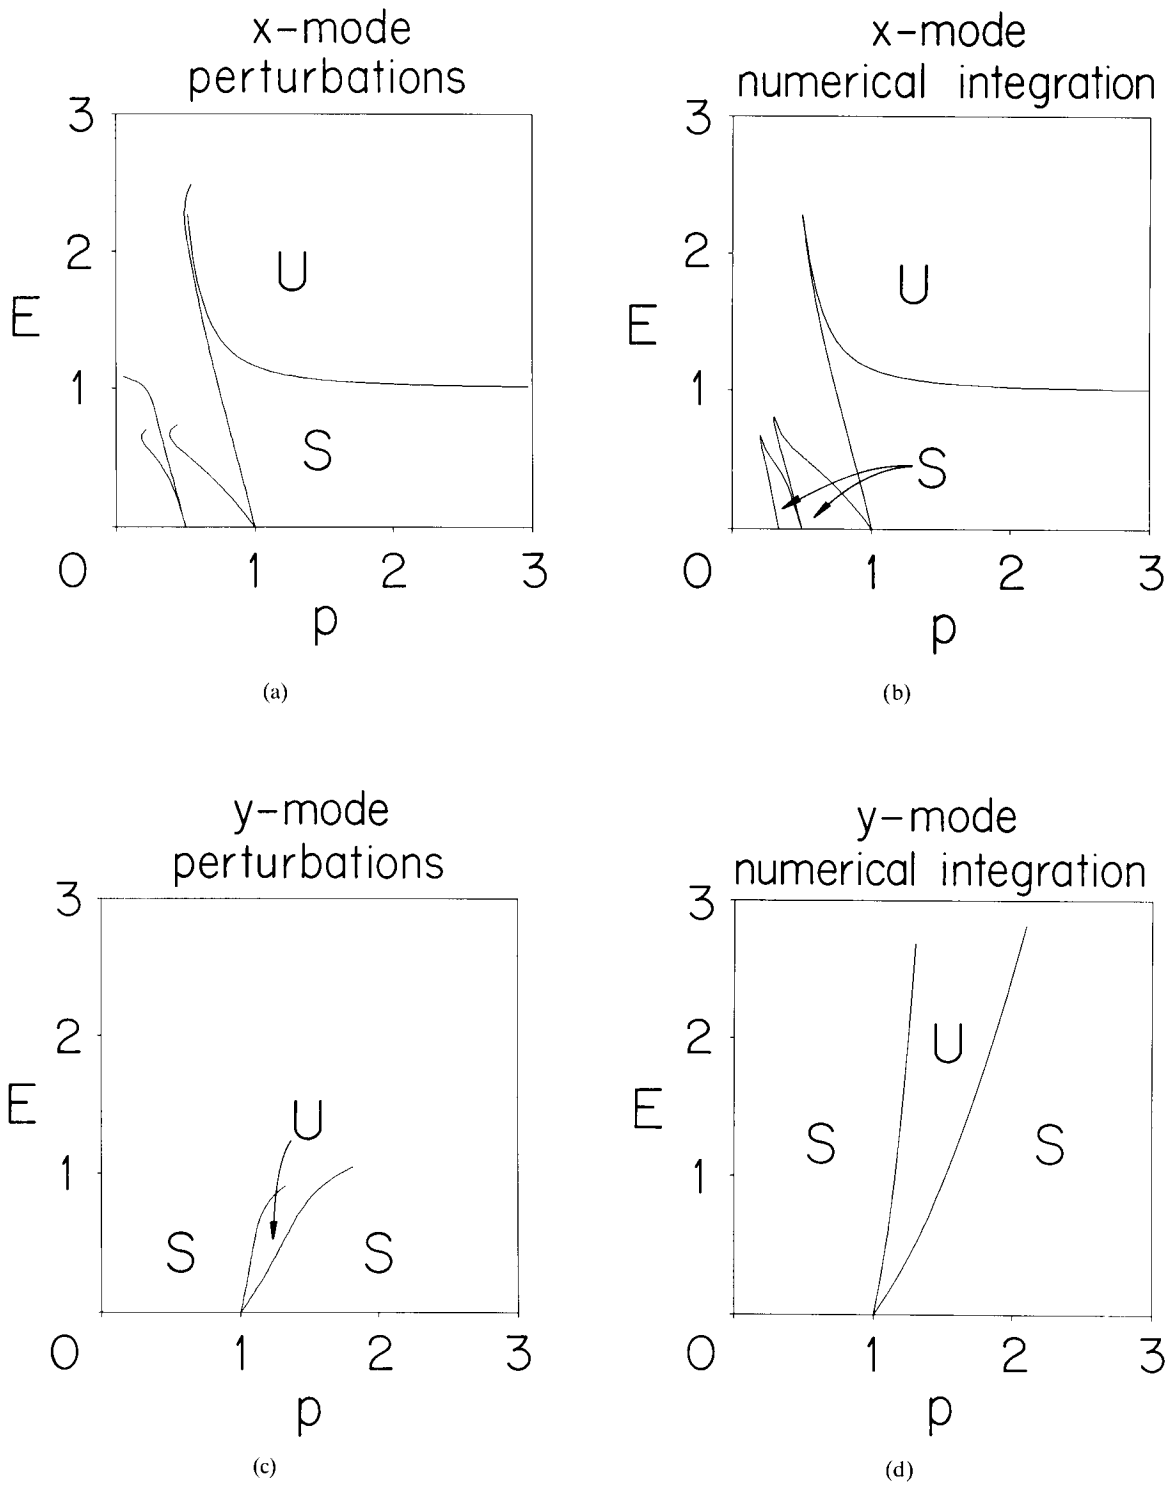 x-mode
perturbations
3
2
1
0
E
U
S
1
2
3
p
(a)
x-mode
numerical integration
3
2
1
0
E
U
S
1
2
3
p
(b)
y-mode
perturbations
3
2
1
0
E
U
S
S
1
2
3
p
(c)
y-mode
numerical integration
3
2
1
0
E
U
S
S
1
2
3
p
(d)